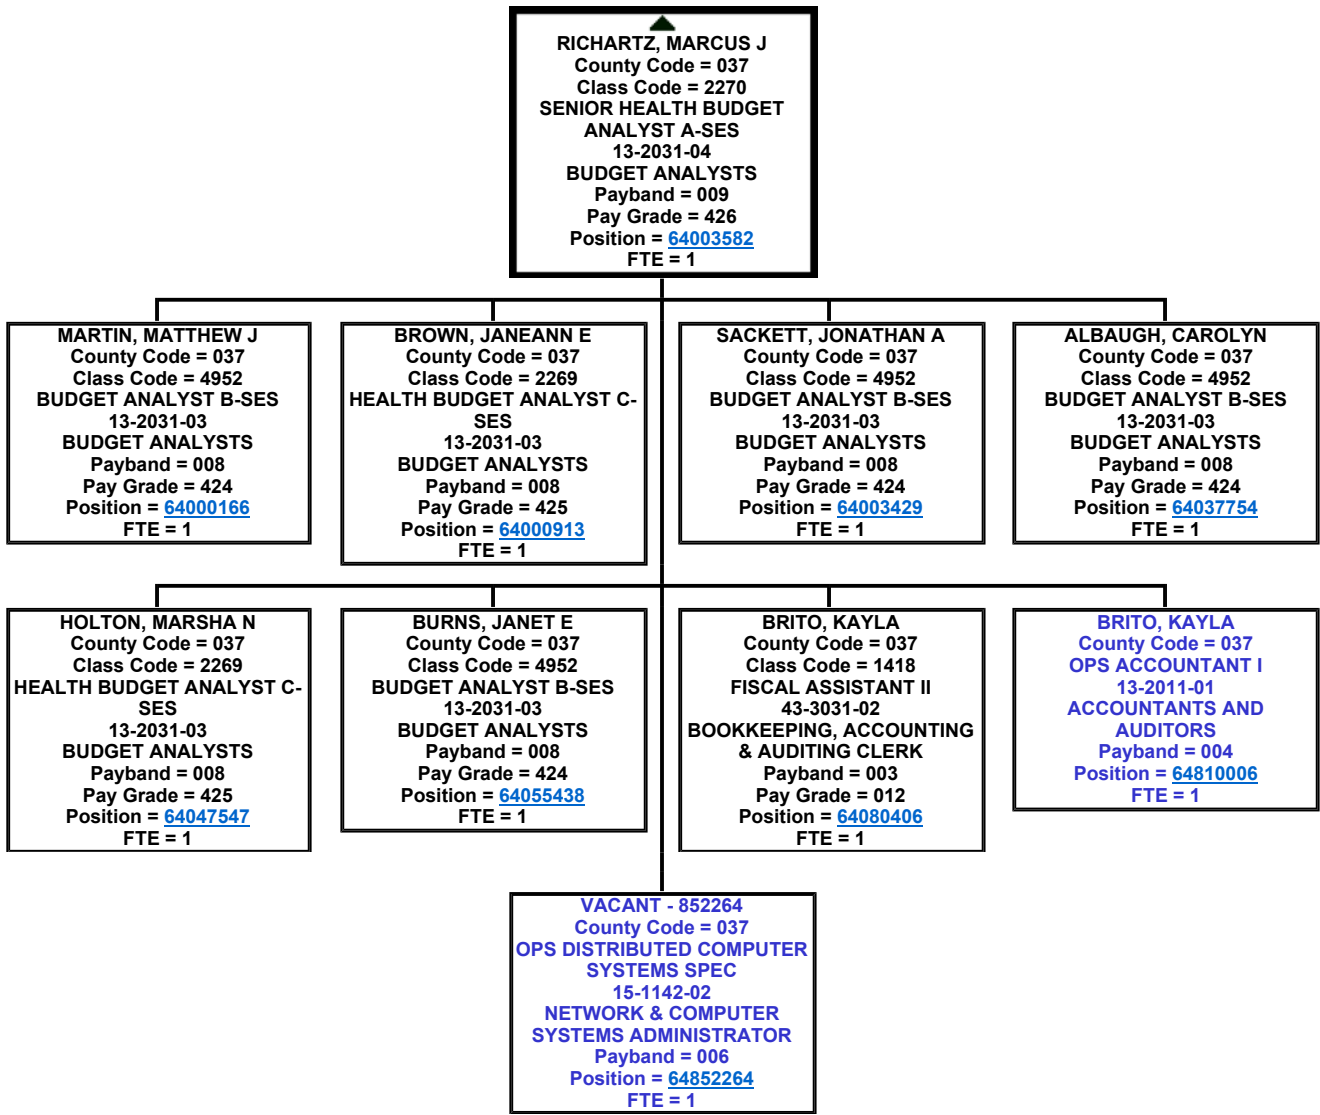 RICHARTZ, MARCUS J
County Code = 037
Class Code = 2270
SENIOR HEALTH BUDGET
ANALYST A-SES
13-2031-04
BUDGET ANALYSTS
Payband = 009
Pay Grade = 426
Position = 64003582
FTE = 1
MARTIN, MATTHEW J
County Code = 037
Class Code = 4952
BUDGET ANALYST B-SES
13-2031-03
BUDGET ANALYSTS
Payband = 008
Pay Grade = 424
Position = 64000166
FTE = 1
BROWN, JANEANN E
County Code = 037
Class Code = 2269
HEALTH BUDGET ANALYST C-
SES
13-2031-03
BUDGET ANALYSTS
Payband = 008
Pay Grade = 425
Position = 64000913
FTE = 1
SACKETT, JONATHAN A
County Code = 037
Class Code = 4952
BUDGET ANALYST B-SES
13-2031-03
BUDGET ANALYSTS
Payband = 008
Pay Grade = 424
Position = 64003429
FTE = 1
ALBAUGH, CAROLYN
County Code = 037
Class Code = 4952
BUDGET ANALYST B-SES
13-2031-03
BUDGET ANALYSTS
Payband = 008
Pay Grade = 424
Position = 64037754
FTE = 1
HOLTON, MARSHA N
County Code = 037
Class Code = 2269
HEALTH BUDGET ANALYST C-
SES
13-2031-03
BUDGET ANALYSTS
Payband = 008
Pay Grade = 425
Position = 64047547
FTE = 1
BURNS, JANET E
County Code = 037
Class Code = 4952
BUDGET ANALYST B-SES
13-2031-03
BUDGET ANALYSTS
Payband = 008
Pay Grade = 424
Position = 64055438
FTE = 1
BRITO, KAYLA
County Code = 037
Class Code = 1418
FISCAL ASSISTANT II
43-3031-02
BOOKKEEPING, ACCOUNTING
& AUDITING CLERK
Payband = 003
Pay Grade = 012
Position = 64080406
FTE = 1
BRITO, KAYLA
County Code = 037
OPS ACCOUNTANT I
13-2011-01
ACCOUNTANTS AND
AUDITORS
Payband = 004
Position = 64810006
FTE = 1
VACANT - 852264
County Code = 037
OPS DISTRIBUTED COMPUTER
SYSTEMS SPEC
15-1142-02
NETWORK & COMPUTER
SYSTEMS ADMINISTRATOR
Payband = 006
Position = 64852264
FTE = 1